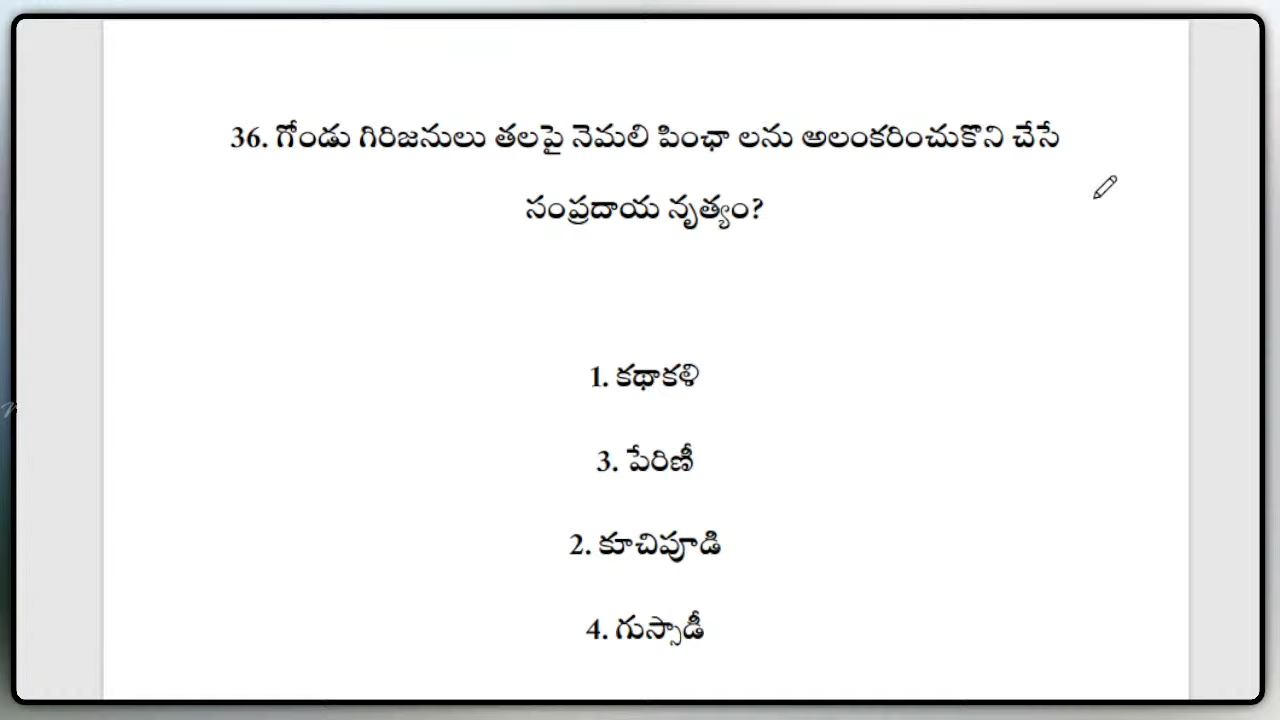 36. గోండు గిరిజనులు తలపై నెమలి పింఛా లను అలంకరించుకొని చేసే
సంప్రదాయ నృత్యం?
1. కథాకళి
3. పేరిణీ
2. కూచిపూడి
4. గుస్సాడీ